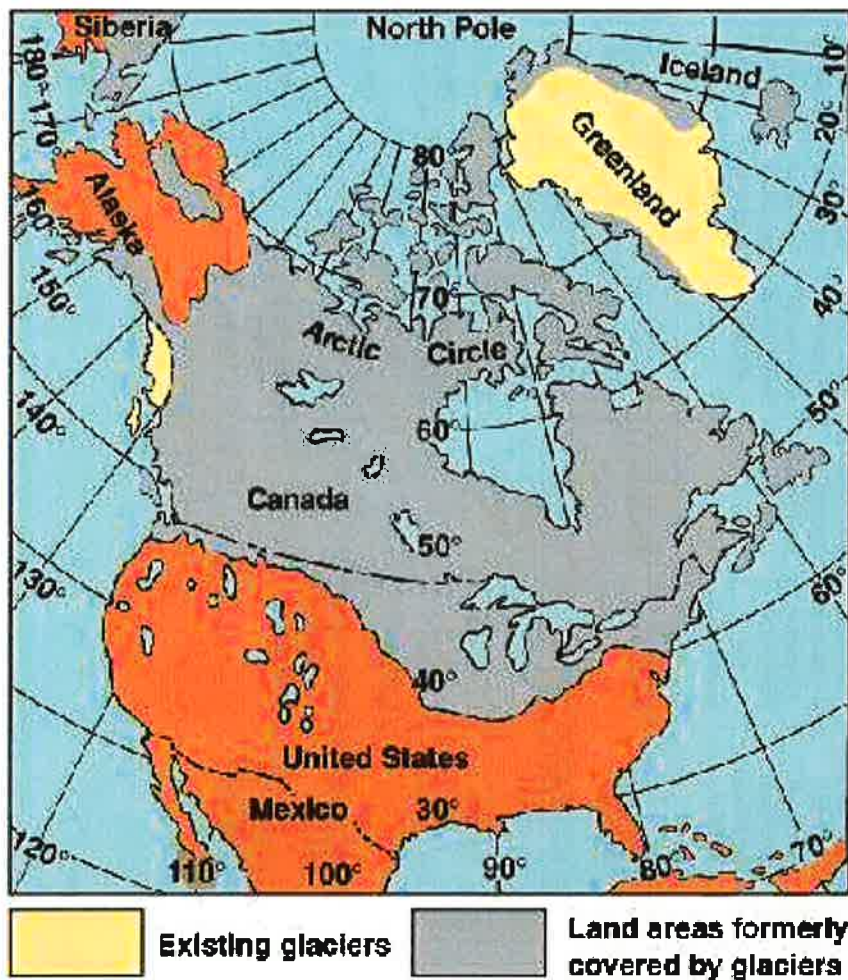 Siberia
North Pole
Iceland
Greenland
Alaska
180°
170°
160°
150°
140°
130°
120°
110°
100°
90°
80°
70°
60°
50°
40°
30°
20°
10°
80°
70°
Arctic Circle
60°
Canada
50°
40°
United States
Mexico
30°
Existing glaciers
Land areas formerly
covered by glaciers